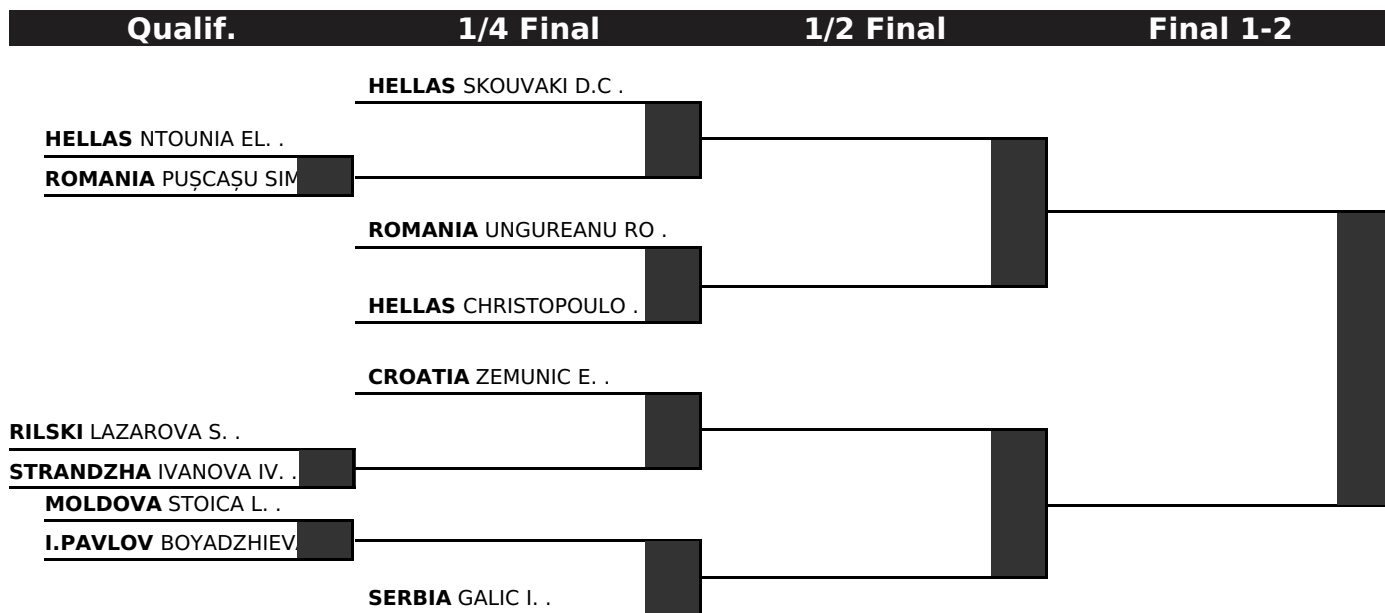 Qualif. 1/4 Final 1/2 Final Final 1-2
HELLAS SKOUVAKI D.C .
HELLAS NTOUNIA EL. .
ROMANIA PUȘCAȘU SIM
ROMANIA UNGUREANU RO .
HELLAS CHRISTOPOULO .
CROATIA ZEMUNIC E. .
RILSKI LAZAROVA S. .
STRANDZHA IVANOVA IV. .
MOLDOVA STOICA L. .
I.PAVLOV BOYADZHIEV
SERBIA GALIC I. .